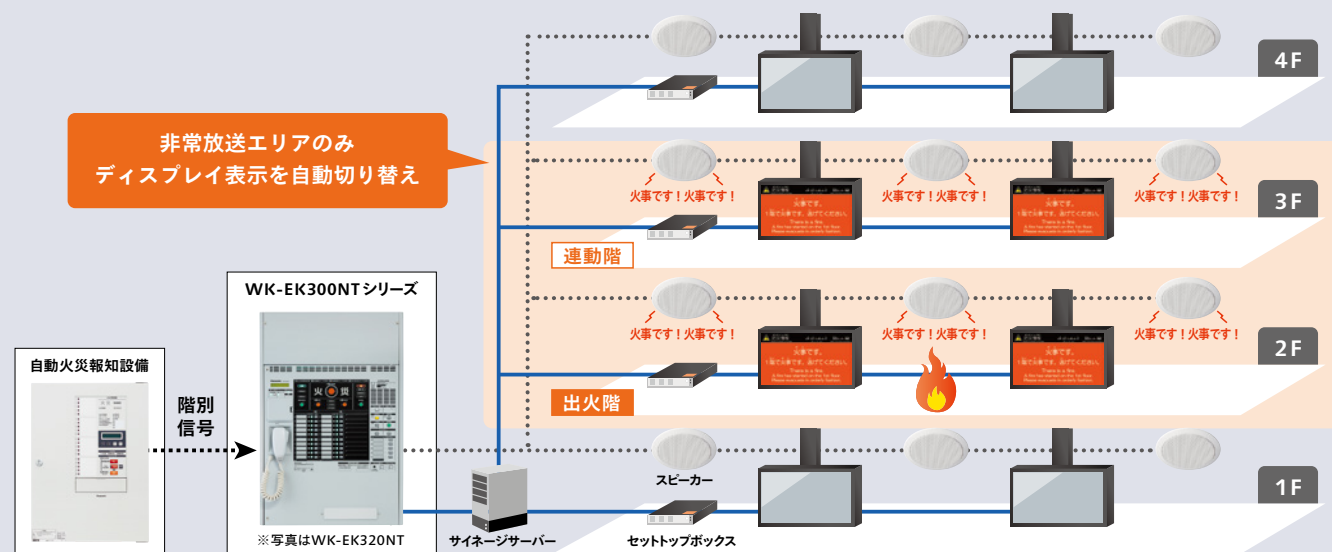 非常放送エリアのみ
ディスプレイ表示を自動切り替え
4F
火事です！火事です！
火事です！火事です！
火事です！火事です！
3F
連動階
火事です！火事です！
火事です！火事です！
火事です！火事です！
2F
出火階
1F
自動火災報知設備
階別
信号
WK-EK300NTシリーズ
火災
※写真はWK-EK320NT
サイネージサーバー
スピーカー
セットトップボックス